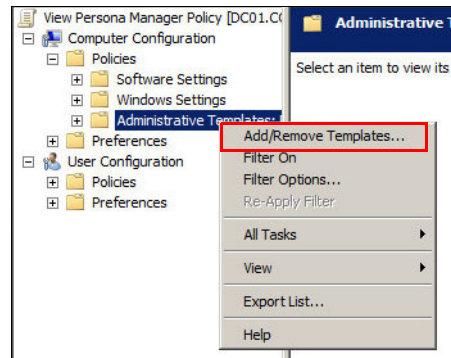 View Persona Manager Policy [DC01.C
Computer Configuration
Policies
Software Settings
Windows Settings
Administrative Templates:
Preferences
User Configuration
Policies
Preferences
Administrative
Select an item to view its
Add/Remove Templates...
Filter On
Filter Options...
Re-Apply Filter
All Tasks
View
Export List...
Help